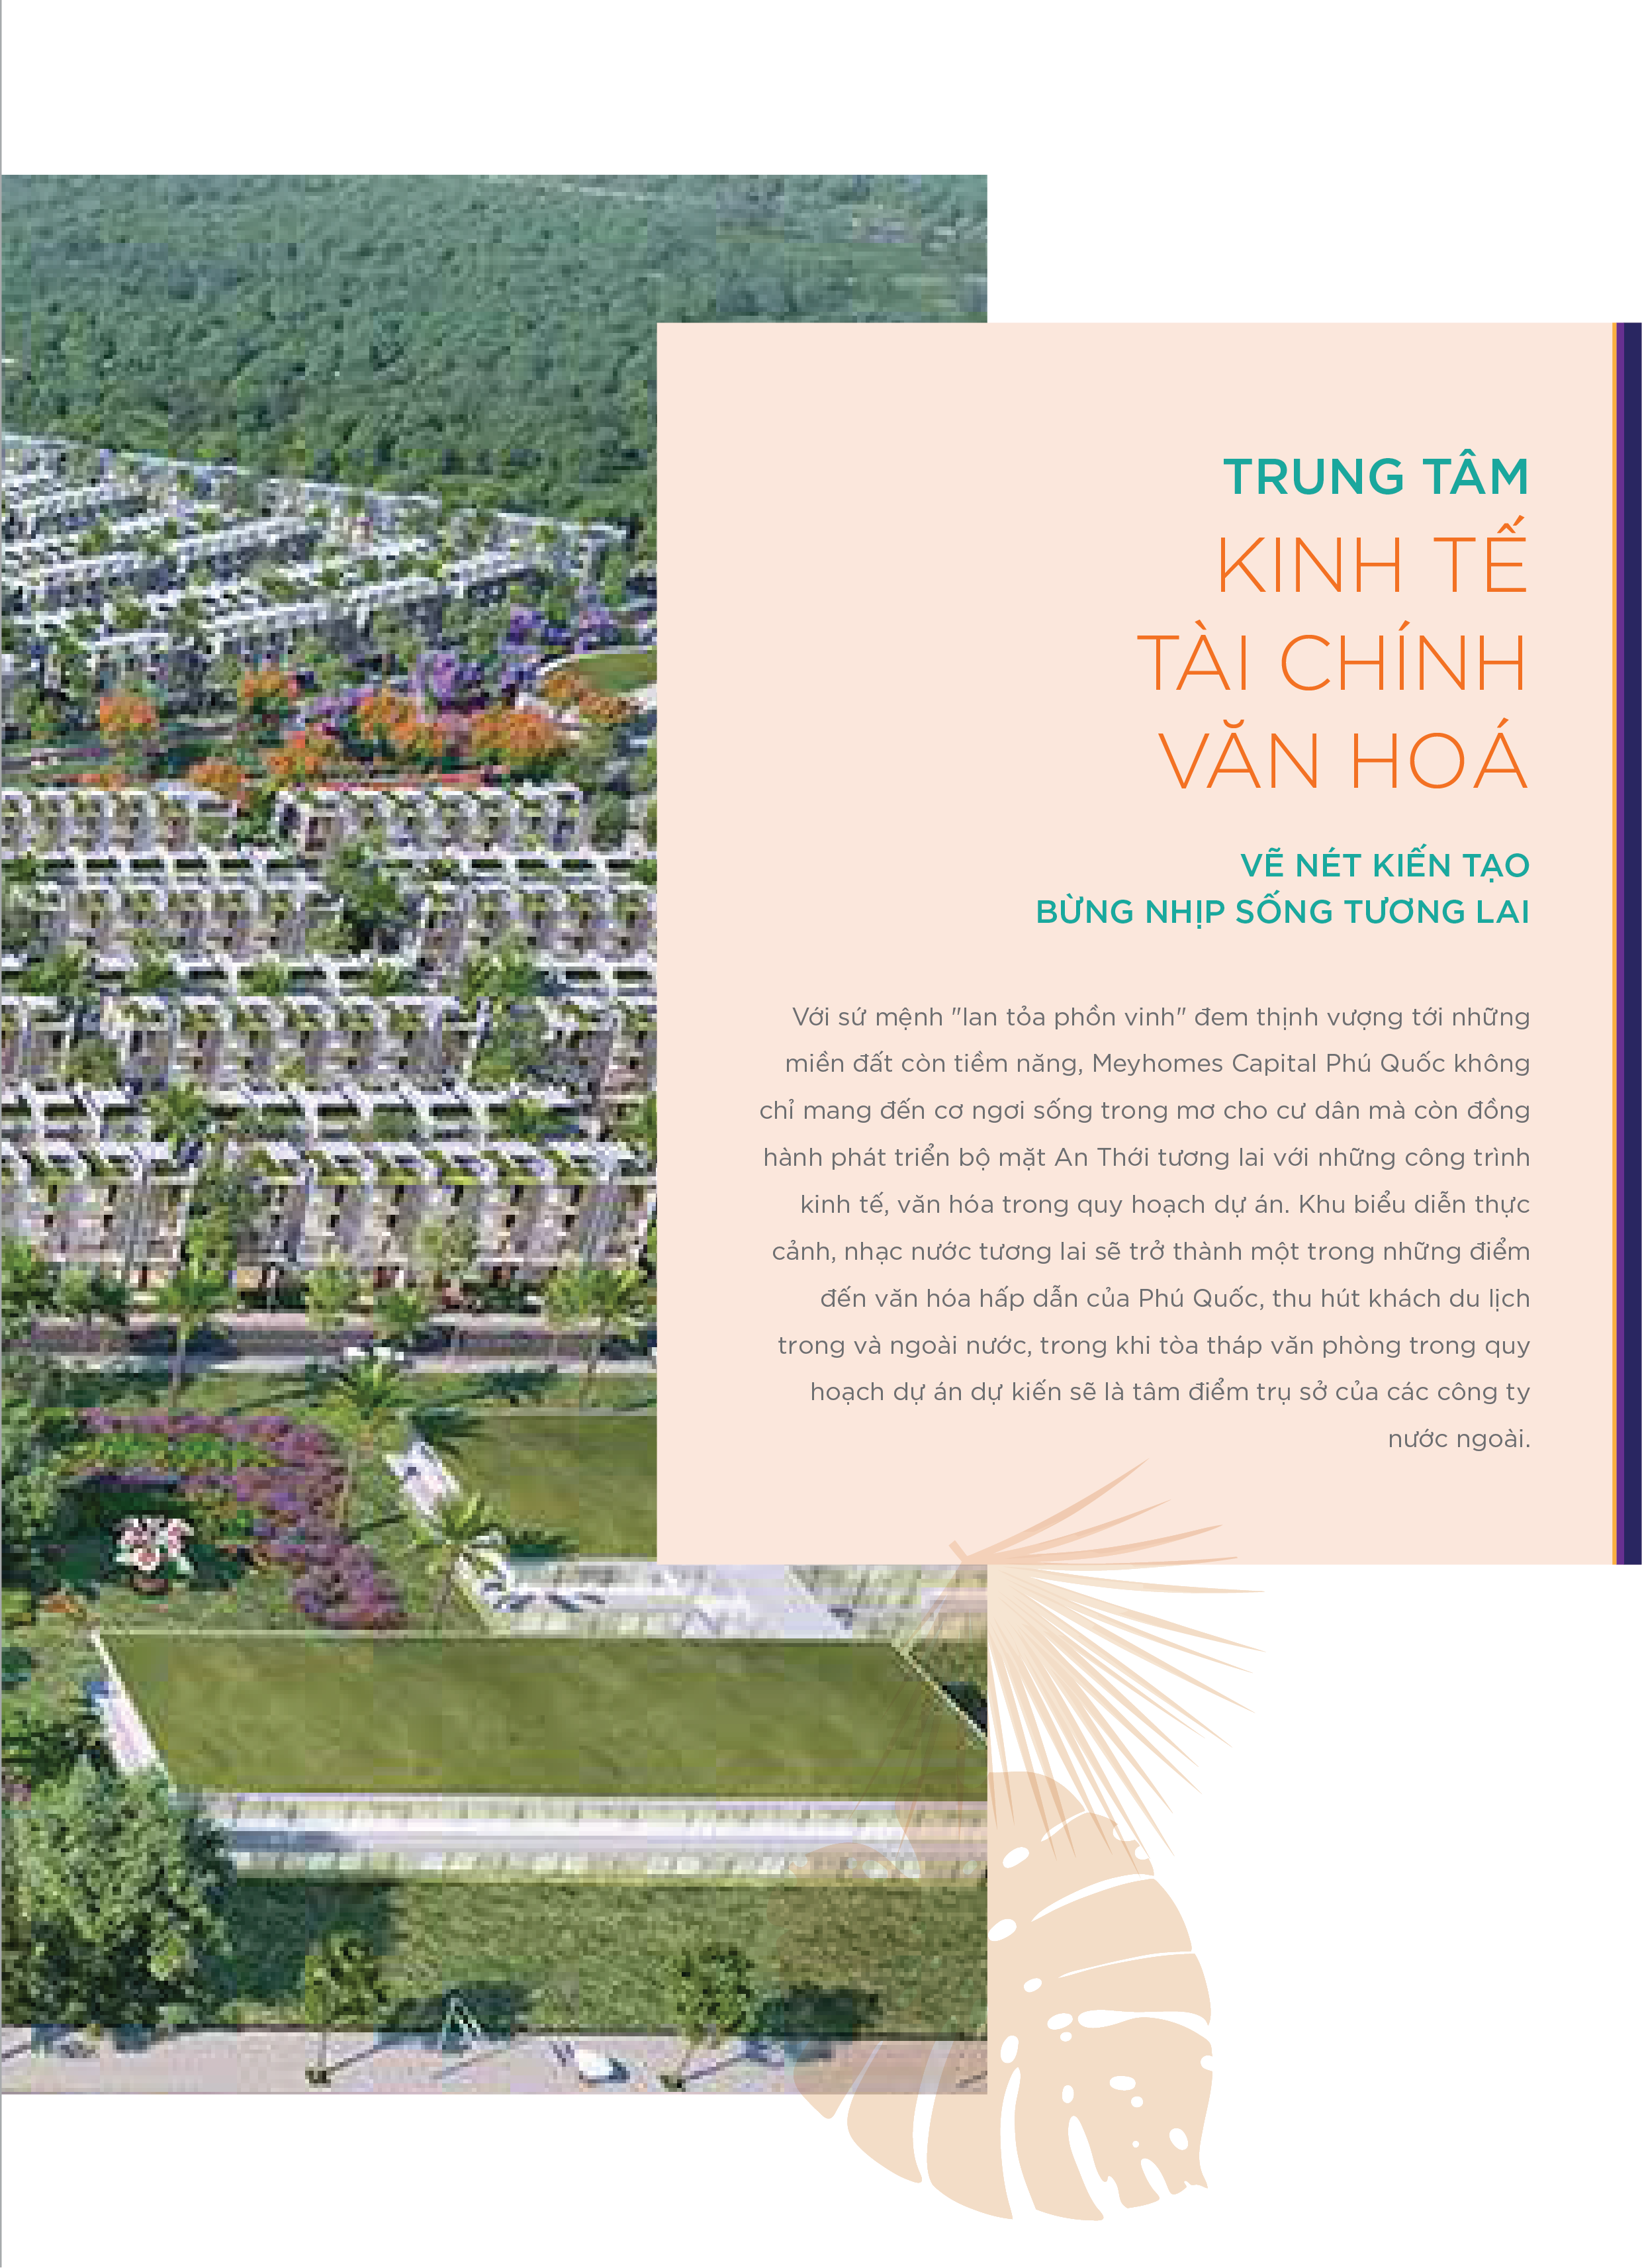 TRUNG TÂM
KINH TẾ
TÀI CHÍNH
VĂN HOÁ
VẼ NÉT KIẾN TẠO
BỪNG NHỊP SỐNG TƯƠNG LAI
Với sứ mệnh "lan tỏa phồn vinh" đem thịnh vượng tới những
miền đất còn tiềm năng, Meyhomes Capital Phú Quốc không
chỉ mang đến cơ ngơi sống trong mơ cho cư dân mà còn đồng
hành phát triển bộ mặt An Thới tương lai với những công trình
kinh tế, văn hóa trong quy hoạch dự án. Khu biểu diễn thực
cảnh, nhạc nước tương lai sẽ trở thành một trong những điểm
đến văn hóa hấp dẫn của Phú Quốc, thu hút khách du lịch
trong và ngoài nước, trong khi tòa tháp văn phòng trong quy
hoạch dự án dự kiến sẽ là tâm điểm trụ sở của các công ty
nước ngoài.